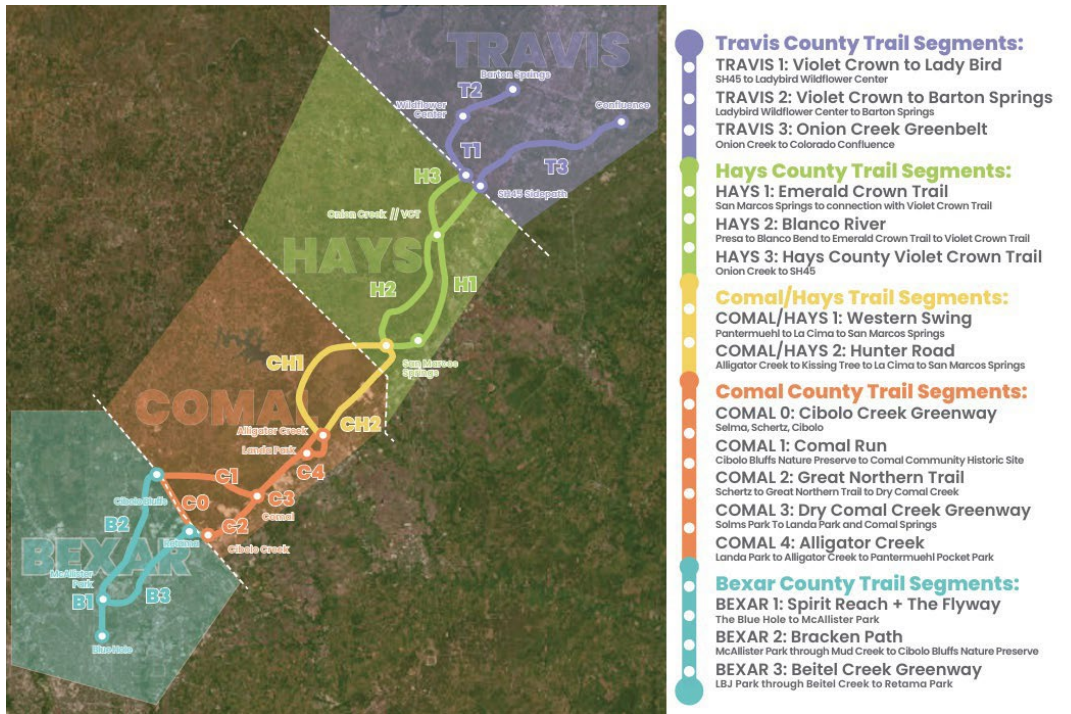 TRAVIS
Barton Springs
T2
Wildflower
Center
Confluence
T1
T3
H3
SH45 Sidepath
Onion Creek // VCT
HAYS
H2
H1
San Marcos
Springs
CH1
COMAL
CH2
Alligator Creek
Landa Park
C4
C1
C3
Comal
C0
C2
Cibolo Creek
Cibolo Bluffs
B2
Retama
BEXAR
McAllister
Park
B1
B3
Blue Hole
Travis County Trail Segments:
TRAVIS 1: Violet Crown to Lady Bird
SH45 to Ladybird Wildflower Center
TRAVIS 2: Violet Crown to Barton Springs
Ladybird Wildflower Center to Barton Springs
TRAVIS 3: Onion Creek Greenbelt
Onion Creek to Colorado Confluence
Hays County Trail Segments:
HAYS 1: Emerald Crown Trail
San Marcos Springs to connection with Violet Crown Trail
HAYS 2: Blanco River
Presa to Blanco Bend to Emerald Crown Trail to Violet Crown Trail
HAYS 3: Hays County Violet Crown Trail
Onion Creek to SH45
Comal/Hays Trail Segments:
COMAL/HAYS 1: Western Swing
Pantermuehl to La Cima to San Marcos Springs
COMAL/HAYS 2: Hunter Road
Alligator Creek to Kissing Tree to La Cima to San Marcos Springs
Comal County Trail Segments:
COMAL 0: Cibolo Creek Greenway
Selma, Schertz, Cibolo
COMAL 1: Comal Run
Cibolo Bluffs Nature Preserve to Comal Community Historic Site
COMAL 2: Great Northern Trail
Schertz to Great Northern Trail to Dry Comal Creek
COMAL 3: Dry Comal Creek Greenway
Solms Park To Landa Park and Comal Springs
COMAL 4: Alligator Creek
Landa Park to Alligator Creek to Pantermuehl Pocket Park
Bexar County Trail Segments:
BEXAR 1: Spirit Reach + The Flyway
The Blue Hole to McAllister Park
BEXAR 2: Bracken Path
McAllister Park through Mud Creek to Cibolo Bluffs Nature Preserve
BEXAR 3: Beitel Creek Greenway
LBJ Park through Beitel Creek to Retama Park